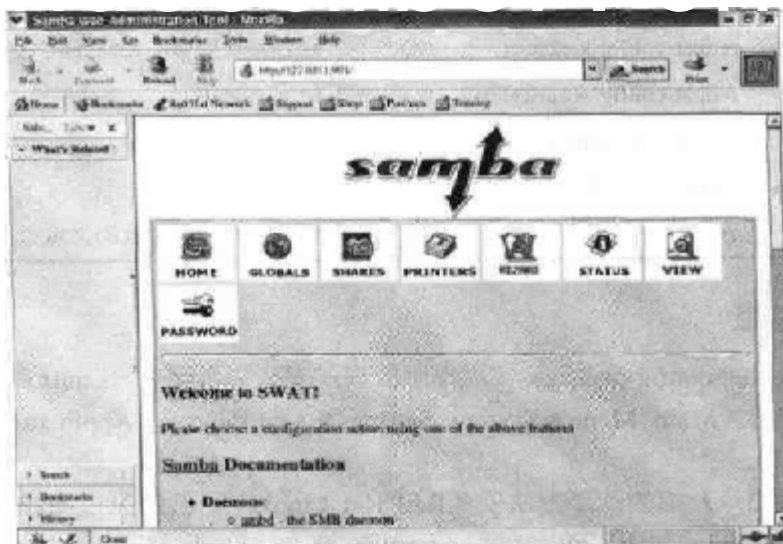 Samba Web Administration Tool - Mozilla
File Edit View Go Bookmarks Tools Window Help
Back Forward Reload Stop Search Print
Home Bookmarks Red Hat Network Support Shop Products Training
What's Related
samba
HOME GLOBALS SHARES PRINTERS WIZARD STATUS VIEW
PASSWORD
Welcome to SWAT!
Please choose a configuration action using one of the above buttons
Samba Documentation
• Daemons
○ smbd - the SMB daemon
Search
Bookmarks
History
Done